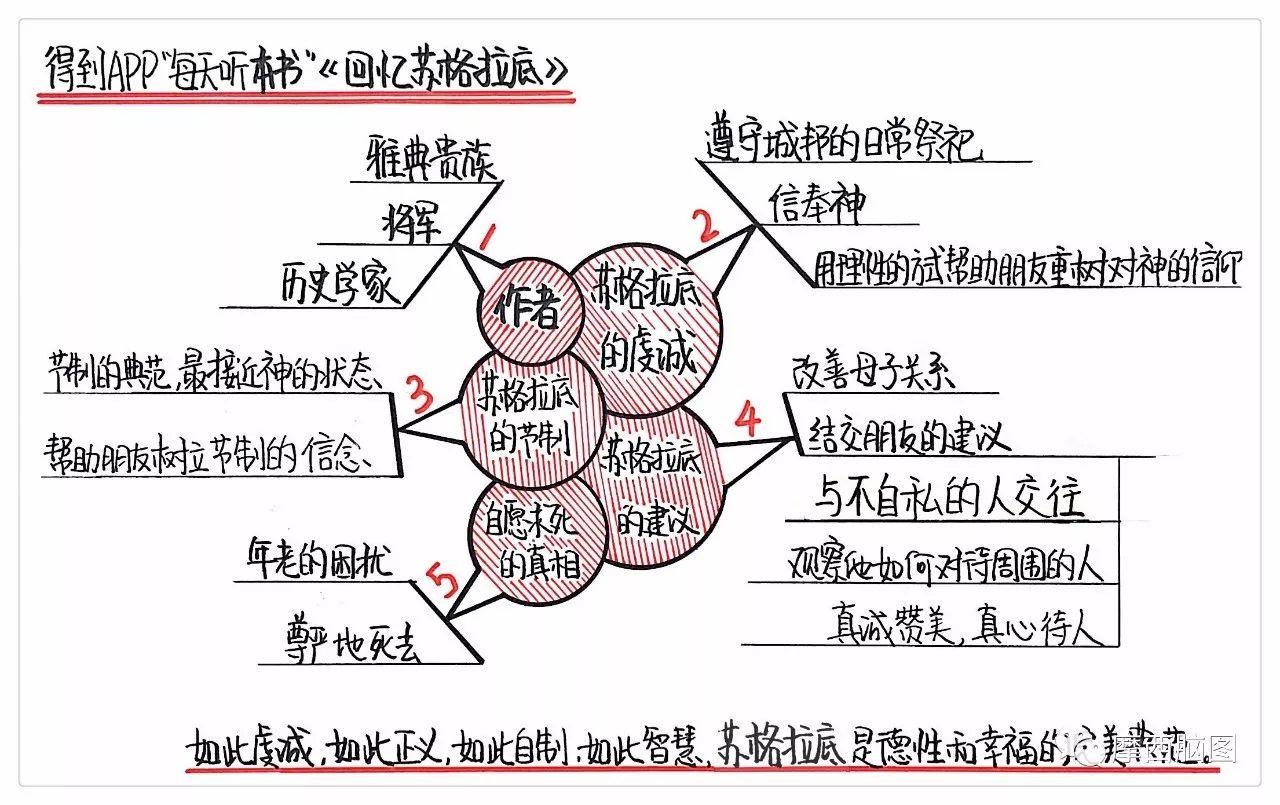 得到APP"每天听本书"《回忆苏格拉底》
1
作者
雅典贵族
将军
历史学家
2
苏格拉底
的虔诚
遵守城邦的日常祭祀
信奉神
用理性的方式帮助朋友重树对神的信仰
3
苏格拉底
的节制
节制的典范,最接近神的状态、
帮助朋友树立节制的信念、
4
苏格拉底
的建议
改善母子关系
结交朋友的建议
与不自私的人交往
观察他如何对待周围的人
真诚赞美,真心待人
5
自愿求死
的真相
年老的困扰
尊严地死去
如此虔诚,如此正义,如此自制,如此智慧,苏格拉底是德性而幸福的完美典范。
摩西脑图